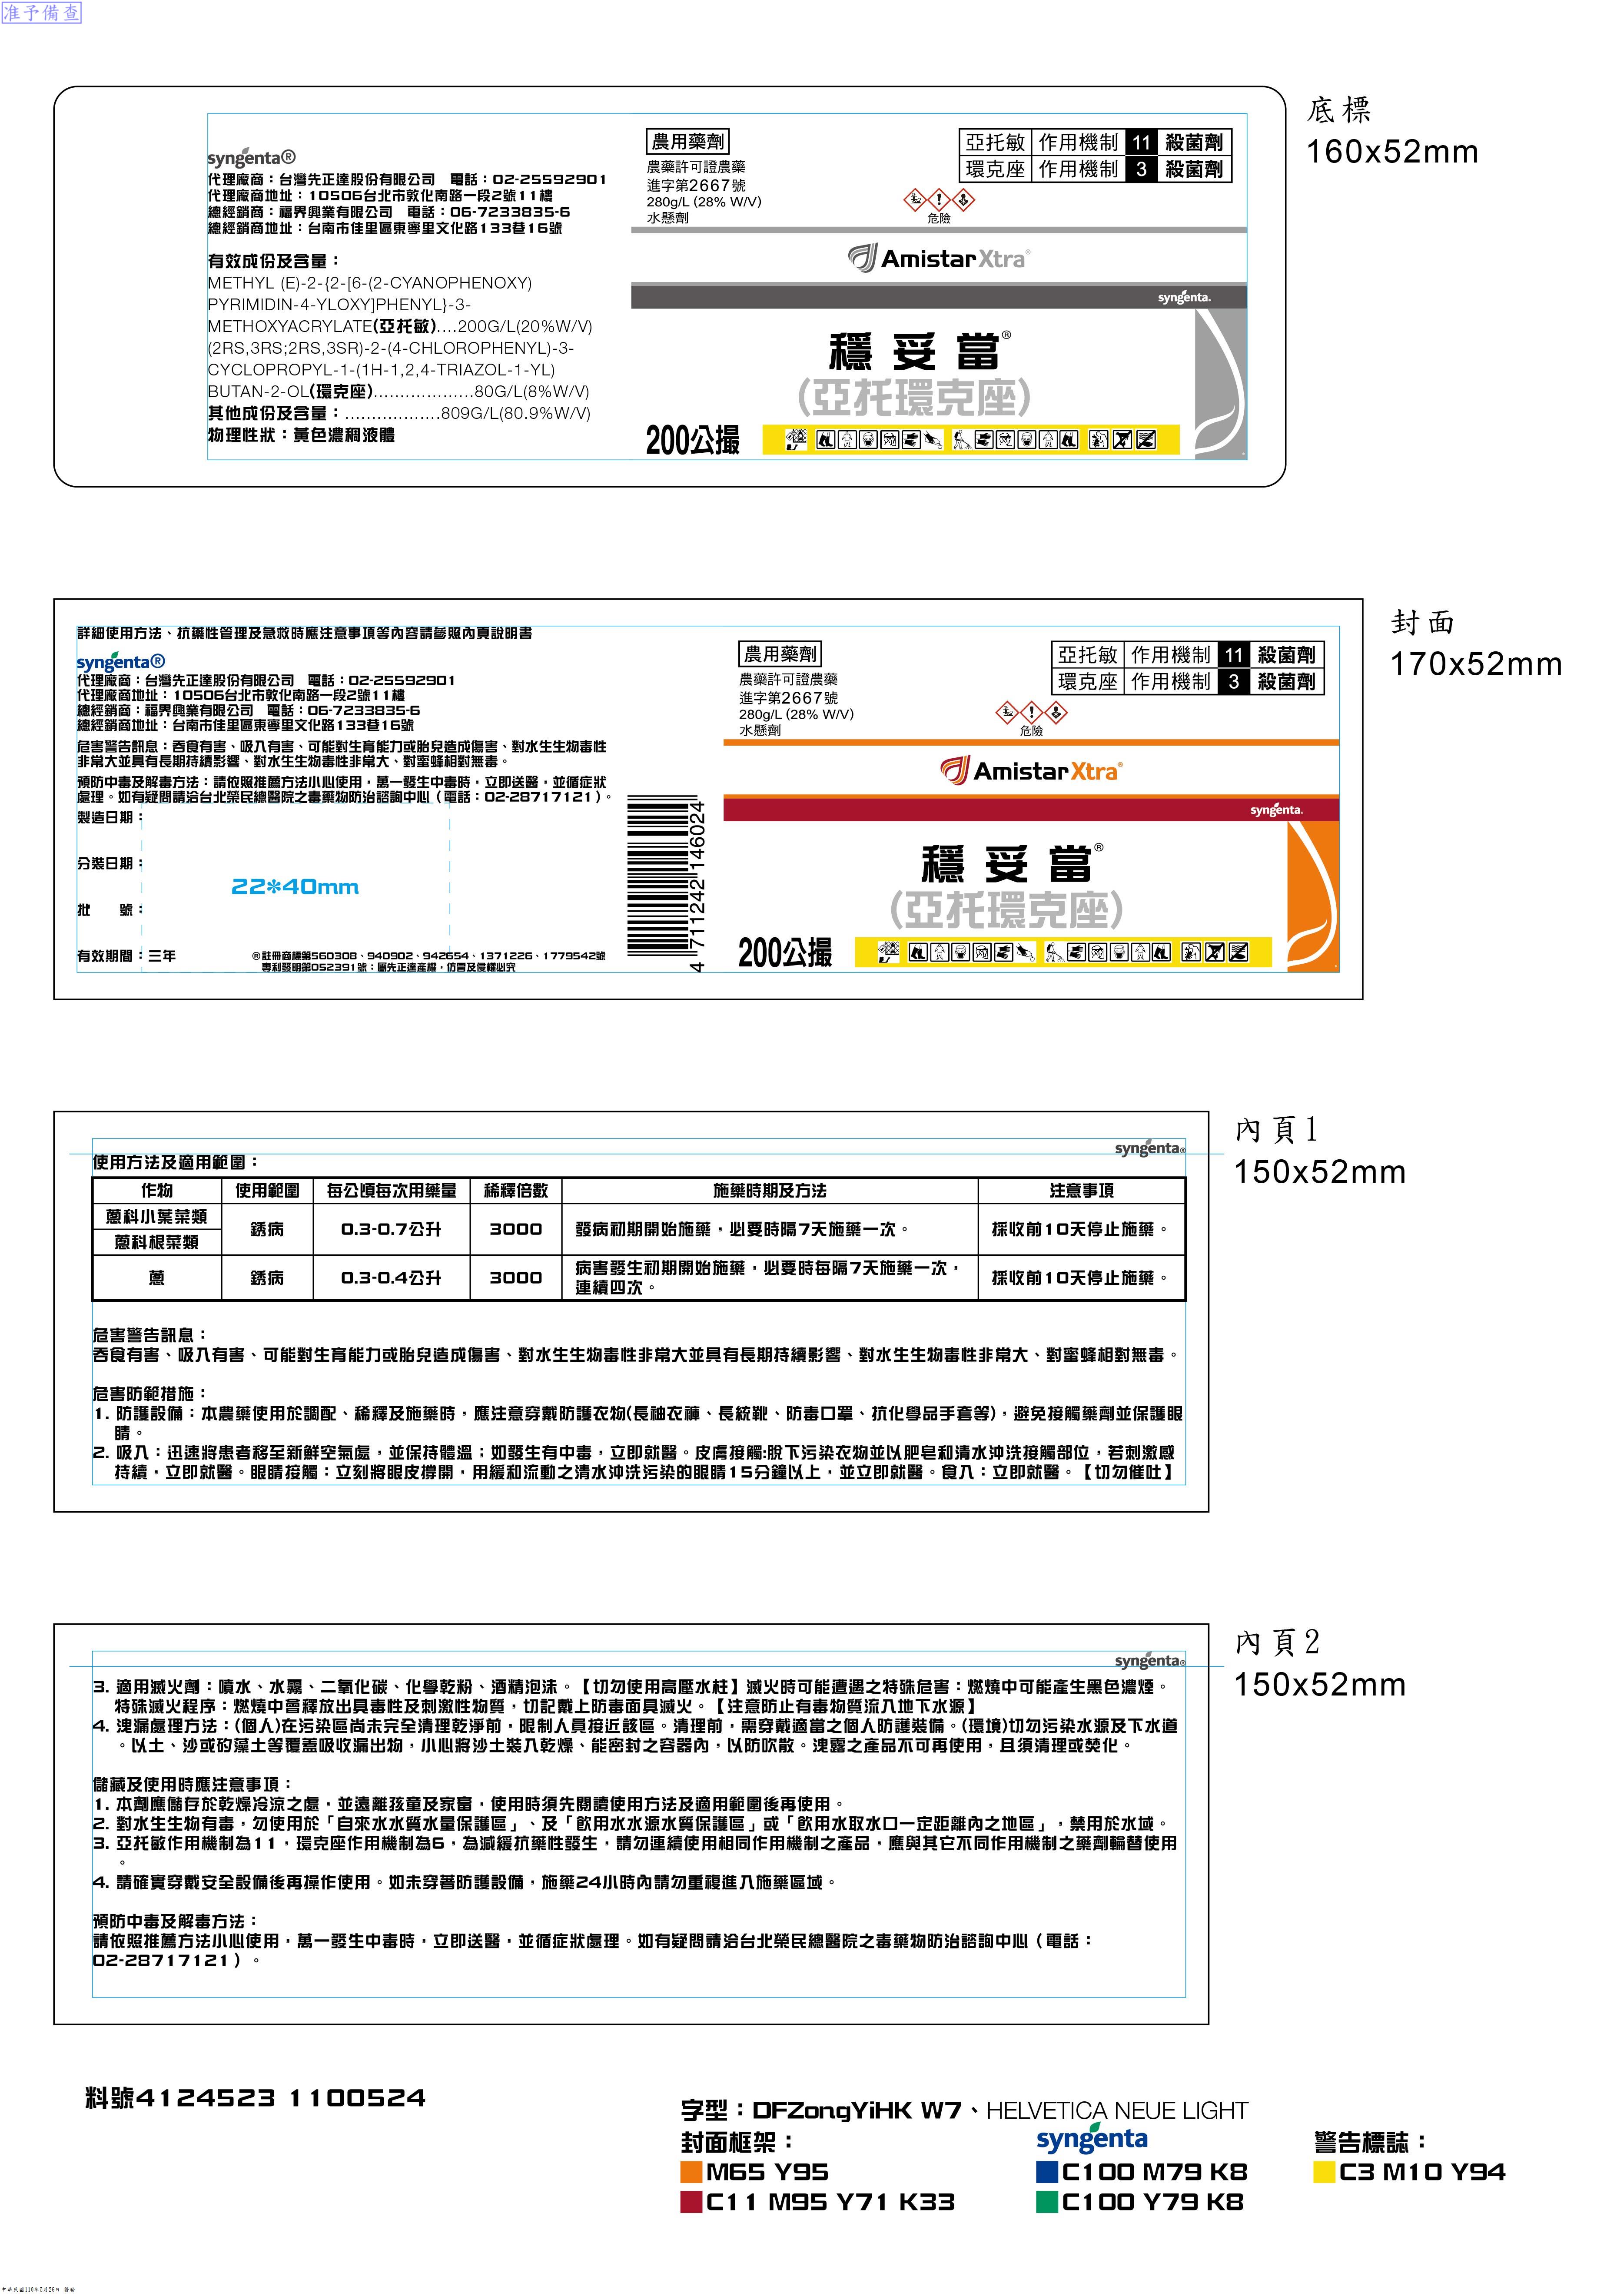 准予備查
底標
160x52mm
syngenta®
代理廠商：台灣先正達股份有限公司　電話：02-25592901
代理廠商地址：10506台北市敦化南路一段2號11樓
總經銷商：福界興業有限公司　電話：06-7233835-6
總經銷商地址：台南市佳里區東寧里文化路133巷16號
有效成份及含量：
METHYL (E)-2-{2-[6-(2-CYANOPHENOXY)
PYRIMIDIN-4-YLOXY]PHENYL}-3-
METHOXYACRYLATE(亞托敏)....200G/L(20%W/V)
(2RS,3RS;2RS,3SR)-2-(4-CHLOROPHENYL)-3-
CYCLOPROPYL-1-(1H-1,2,4-TRIAZOL-1-YL)
BUTAN-2-OL(環克座)...................80G/L(8%W/V)
其他成份及含量：..................809G/L(80.9%W/V)
物理性狀：黃色濃稠液體
農用藥劑
農藥許可證農藥
進字第2667號
280g/L (28% W/V)
水懸劑
亞托敏 作用機制 11 殺菌劑
環克座 作用機制 3 殺菌劑
危險
Amistar Xtra®
syngenta.
穩妥當®
(亞托環克座)
200公撮
封面
170x52mm
詳細使用方法、抗藥性管理及急救時應注意事項等內容請參照內頁說明書
syngenta®
代理廠商：台灣先正達股份有限公司　電話：02-25592901
代理廠商地址：10506台北市敦化南路一段2號11樓
總經銷商：福界興業有限公司　電話：06-7233835-6
總經銷商地址：台南市佳里區東寧里文化路133巷16號
危害警告訊息：吞食有害、吸入有害、可能對生育能力或胎兒造成傷害、對水生生物毒性
非常大並具有長期持續影響、對水生生物毒性非常大、對蜜蜂相對無毒。
預防中毒及解毒方法：請依照推薦方法小心使用，萬一發生中毒時，立即送醫，並循症狀
處理。如有疑問請洽台北榮民總醫院之毒藥物防治諮詢中心（電話：02-28717121）。
製造日期：
分裝日期：
22*40mm
批　　號：
有效期間：三年
®註冊商標第560308、940902、942654、1371226、1779542號
專利發明第052391號；屬先正達產權，仿冒及侵權必究
4 711242 146024
農用藥劑
農藥許可證農藥
進字第2667號
280g/L (28% W/V)
水懸劑
亞托敏 作用機制 11 殺菌劑
環克座 作用機制 3 殺菌劑
危險
Amistar Xtra®
syngenta.
穩妥當®
(亞托環克座)
200公撮
內頁1
150x52mm
syngenta®
使用方法及適用範圍：
作物 使用範圍 每公頃每次用藥量 稀釋倍數 施藥時期及方法 注意事項
蔥科小葉菜類
蔥科根菜類
銹病 0.3-0.7公升 3000 發病初期開始施藥，必要時隔7天施藥一次。 採收前10天停止施藥。
蔥 銹病 0.3-0.4公升 3000 病害發生初期開始施藥，必要時每隔7天施藥一次，
連續四次。 採收前10天停止施藥。
危害警告訊息：
吞食有害、吸入有害、可能對生育能力或胎兒造成傷害、對水生生物毒性非常大並具有長期持續影響、對水生生物毒性非常大、對蜜蜂相對無毒。
危害防範措施：
1. 防護設備：本農藥使用於調配、稀釋及施藥時，應注意穿戴防護衣物(長袖衣褲、長統靴、防毒口罩、抗化學品手套等)，避免接觸藥劑並保護眼
睛。
2. 吸入：迅速將患者移至新鮮空氣處，並保持體溫；如發生有中毒，立即就醫。皮膚接觸:脫下污染衣物並以肥皂和清水沖洗接觸部位，若刺激感
持續，立即就醫。眼睛接觸：立刻將眼皮撐開，用緩和流動之清水沖洗污染的眼睛15分鐘以上，並立即就醫。食入：立即就醫。【切勿催吐】
內頁2
150x52mm
syngenta®
3. 適用滅火劑：噴水、水霧、二氧化碳、化學乾粉、酒精泡沫。【切勿使用高壓水柱】滅火時可能遭遇之特殊危害：燃燒中可能產生黑色濃煙。
特殊滅火程序：燃燒中會釋放出具毒性及刺激性物質，切記戴上防毒面具滅火。【注意防止有毒物質流入地下水源】
4. 洩漏處理方法：(個人)在污染區尚未完全清理乾淨前，限制人員接近該區。清理前，需穿戴適當之個人防護裝備。(環境)切勿污染水源及下水道
。以土、沙或矽藻土等覆蓋吸收漏出物，小心將沙土裝入乾燥、能密封之容器內，以防吹散。洩露之產品不可再使用，且須清理或焚化。
儲藏及使用時應注意事項：
1. 本劑應儲存於乾燥冷涼之處，並遠離孩童及家畜，使用時須先閱讀使用方法及適用範圍後再使用。
2. 對水生生物有毒，勿使用於「自來水水質水量保護區」、及「飲用水水源水質保護區」或「飲用水取水口一定距離內之地區」，禁用於水域。
3. 亞托敏作用機制為11，環克座作用機制為6，為減緩抗藥性發生，請勿連續使用相同作用機制之產品，應與其它不同作用機制之藥劑輪替使用
。
4. 請確實穿戴安全設備後再操作使用。如未穿著防護設備，施藥24小時內請勿重複進入施藥區域。
預防中毒及解毒方法：
請依照推薦方法小心使用，萬一發生中毒時，立即送醫，並循症狀處理。如有疑問請洽台北榮民總醫院之毒藥物防治諮詢中心（電話：
02-28717121）。
料號4124523 1100524
字型：DFZongYiHK W7、HELVETICA NEUE LIGHT
封面框架：
M65 Y95
C11 M95 Y71 K33
syngenta
C100 M79 K8
C100 Y79 K8
警告標誌：
C3 M10 Y94